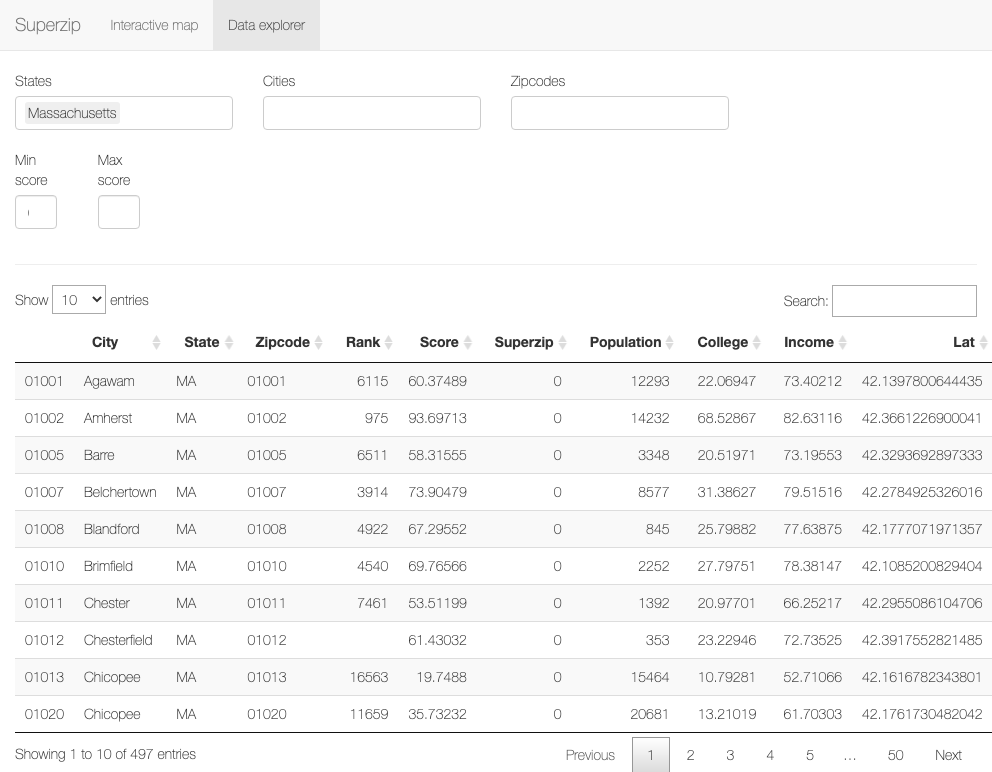 Superzip Interactive map Data explorer
States Cities Zipcodes
Massachusetts
Min score Max score
Show 10 entries Search:
City State Zipcode Rank Score Superzip Population College Income Lat
01001 Agawam MA 01001 6115 60.37489 0 12293 22.06947 73.40212 42.1397800644435
01002 Amherst MA 01002 975 93.69713 0 14232 68.52867 82.63116 42.3661226900041
01005 Barre MA 01005 6511 58.31555 0 3348 20.51971 73.19553 42.3293692897333
01007 Belchertown MA 01007 3914 73.90479 0 8577 31.38627 79.51516 42.2784925326016
01008 Blandford MA 01008 4922 67.29552 0 845 25.79882 77.63875 42.1777071971357
01010 Brimfield MA 01010 4540 69.76566 0 2252 27.79751 78.38147 42.1085200829404
01011 Chester MA 01011 7461 53.51199 0 1392 20.97701 66.25217 42.2955086104706
01012 Chesterfield MA 01012 61.43032 0 353 23.22946 72.73525 42.3917552821485
01013 Chicopee MA 01013 16563 19.7488 0 15464 10.79281 52.71066 42.1616782343801
01020 Chicopee MA 01020 11659 35.73232 0 20681 13.21019 61.70303 42.1761730482042
Showing 1 to 10 of 497 entries Previous 1 2 3 4 5 … 50 Next